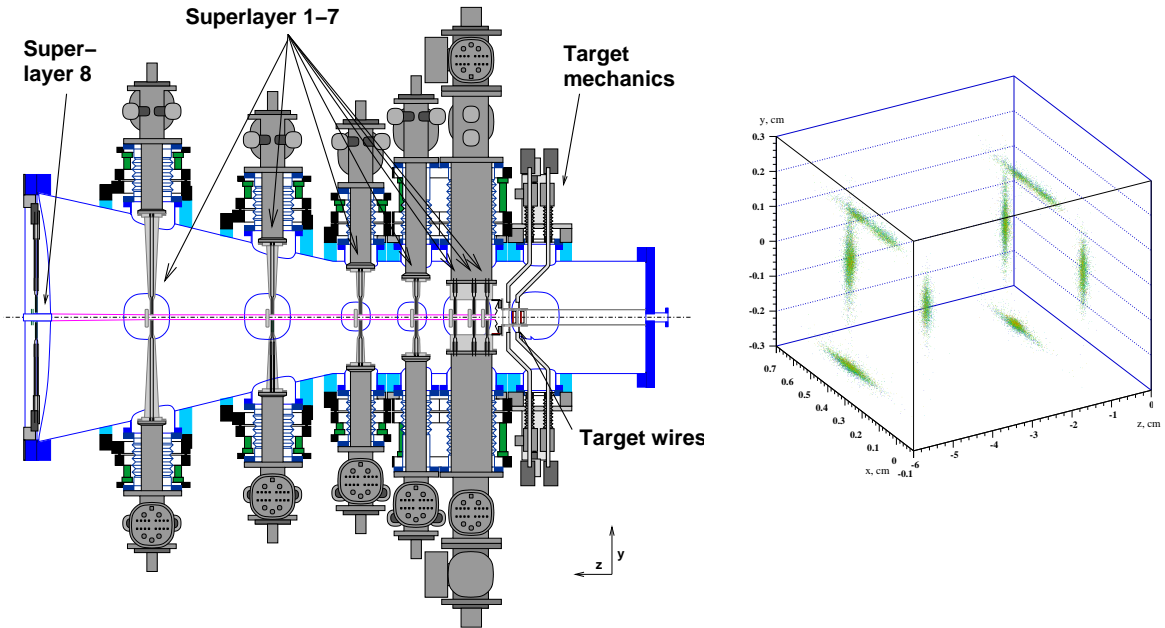 Superlayer 1–7
Super–
layer 8
Target
mechanics
Target wires
z
y
y, cm
0.3
0.2
0.1
0
-0.1
-0.2
-0.3
0.7
0.6
0.5
0.4
0.3
0.2
0.1
0
-0.1
x, cm
-6
-5
-4
-3
-2
-1
0
z, cm